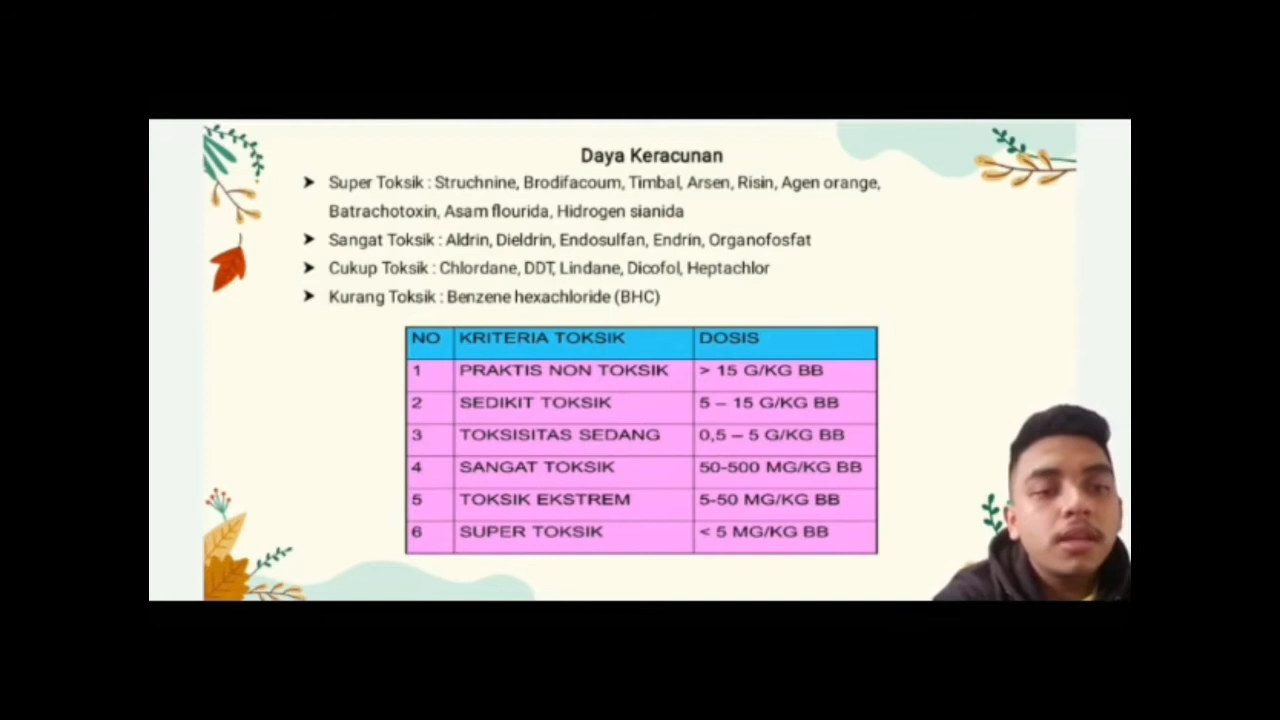 Daya Keracunan
➤ Super Toksik : Struchnine, Brodifacoum, Timbal, Arsen, Risin, Agen orange,
Batrachotoxin, Asam flourida, Hidrogen sianida
➤ Sangat Toksik : Aldrin, Dieldrin, Endosulfan, Endrin, Organofosfat
➤ Cukup Toksik : Chlordane, DDT, Lindane, Dicofol, Heptachlor
➤ Kurang Toksik : Benzene hexachloride (BHC)
NO KRITERIA TOKSIK DOSIS
1 PRAKTIS NON TOKSIK > 15 G/KG BB
2 SEDIKIT TOKSIK 5 – 15 G/KG BB
3 TOKSISITAS SEDANG 0,5 – 5 G/KG BB
4 SANGAT TOKSIK 50-500 MG/KG BB
5 TOKSIK EKSTREM 5-50 MG/KG BB
6 SUPER TOKSIK < 5 MG/KG BB